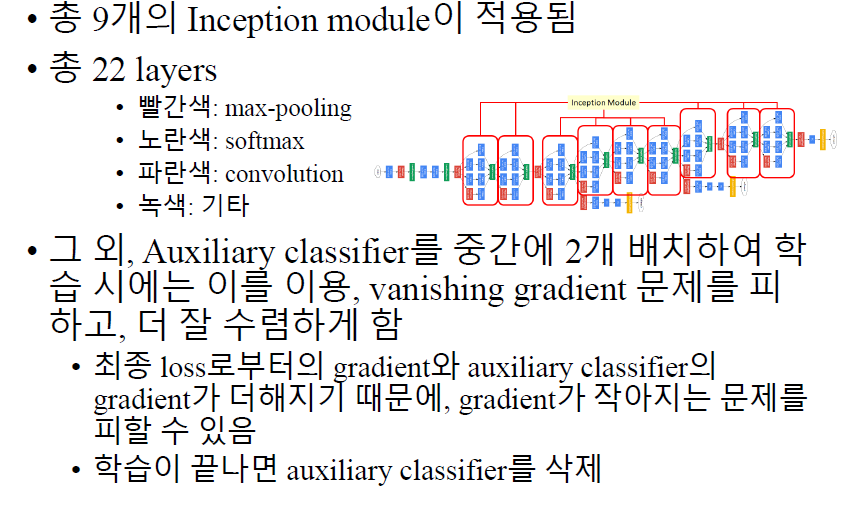 • 총 9개의 Inception module이 적용됨
• 총 22 layers
• 빨간색: max-pooling
• 노란색: softmax
• 파란색: convolution
• 녹색: 기타
Inception Module
• 그 외, Auxiliary classifier를 중간에 2개 배치하여 학
습 시에는 이를 이용, vanishing gradient 문제를 피
하고, 더 잘 수렴하게 함
• 최종 loss로부터의 gradient와 auxiliary classifier의
gradient가 더해지기 때문에, gradient가 작아지는 문제를
피할 수 있음
• 학습이 끝나면 auxiliary classifier를 삭제